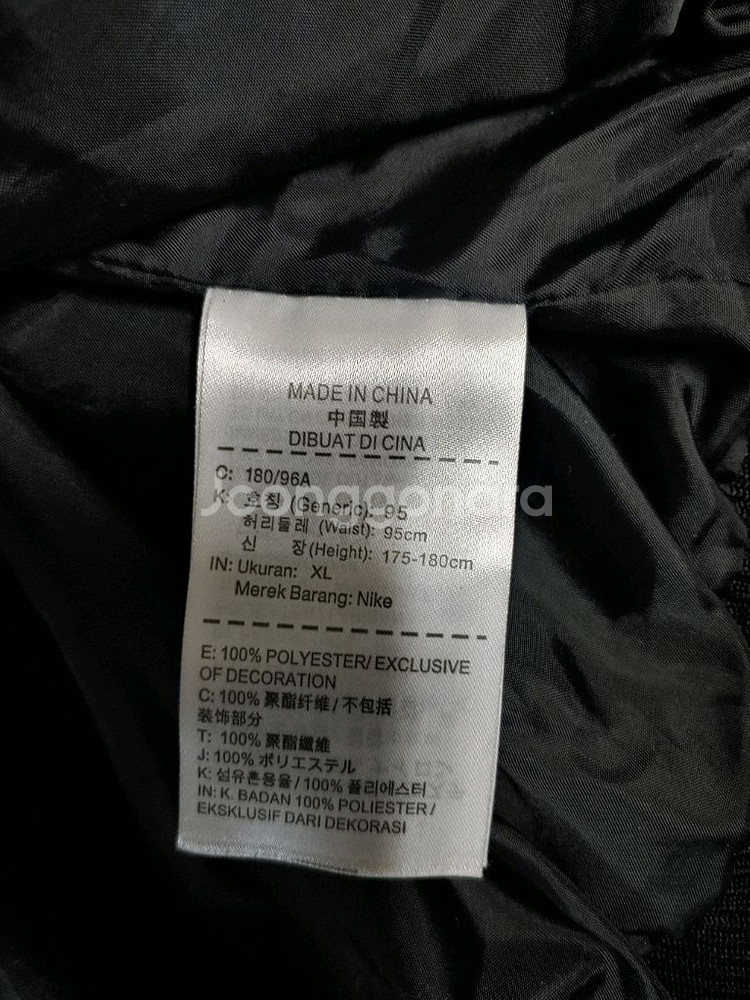 MADE IN CHINA
中国製
DIBUAT DI CINA
C: 180/96A
K: 호칭 (Generic): 95
허리둘레 (Waist): 95cm
신 장(Height): 175-180cm
IN: Ukuran: XL
Merek Barang: Nike
Jconggonara
E: 100% POLYESTER/ EXCLUSIVE
OF DECORATION
C: 100% 聚酯纤维 / 不包括
装饰部分
T: 100% 聚酯纖維
J: 100% ポリエステル
K: 섬유혼용율 / 100% 폴리에스터
IN: K. BADAN 100% POLIESTER /
EKSKLUSIF DARI DEKORASI